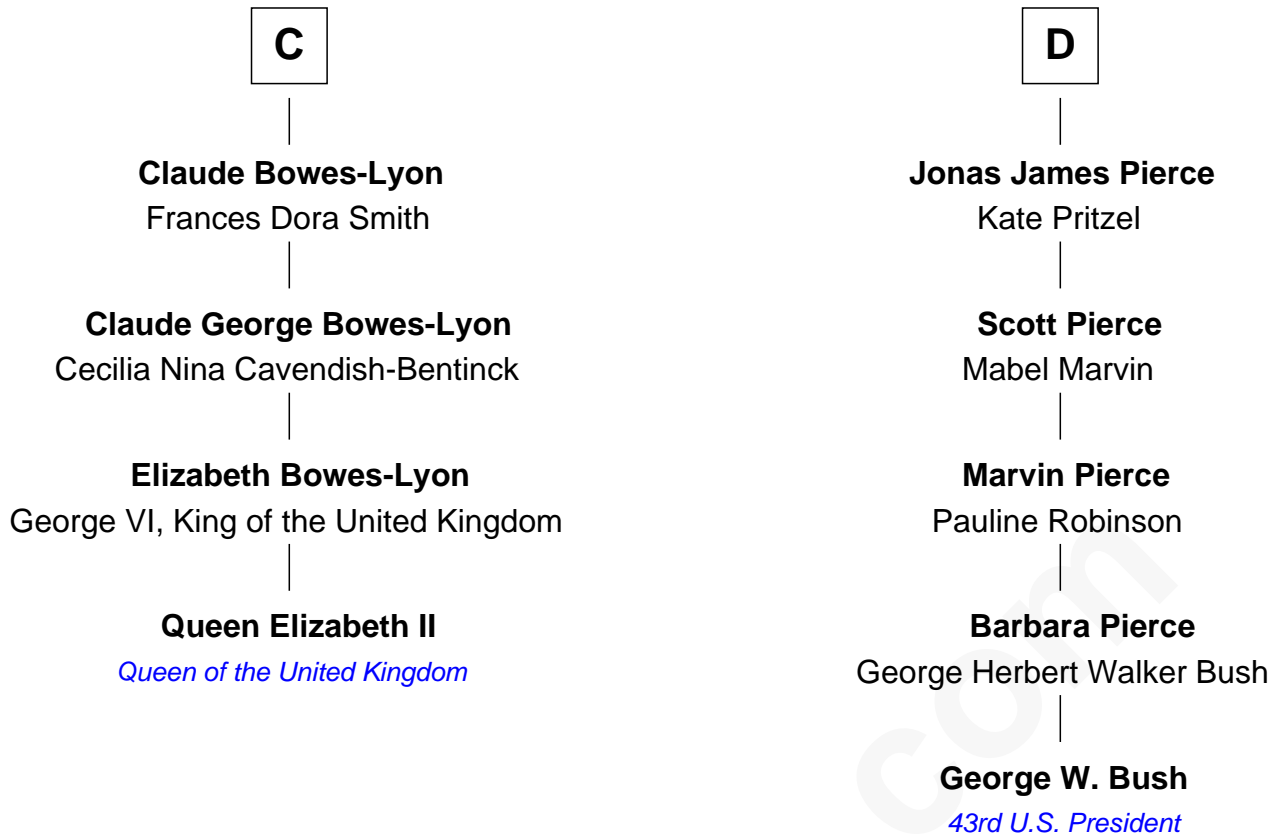 C
Claude Bowes-Lyon
Frances Dora Smith
Claude George Bowes-Lyon
Cecilia Nina Cavendish-Bentinck
Elizabeth Bowes-Lyon
George VI, King of the United Kingdom
Queen Elizabeth II
Queen of the United Kingdom
D
Jonas James Pierce
Kate Pritzel
Scott Pierce
Mabel Marvin
Marvin Pierce
Pauline Robinson
Barbara Pierce
George Herbert Walker Bush
George W. Bush
43rd U.S. President
com